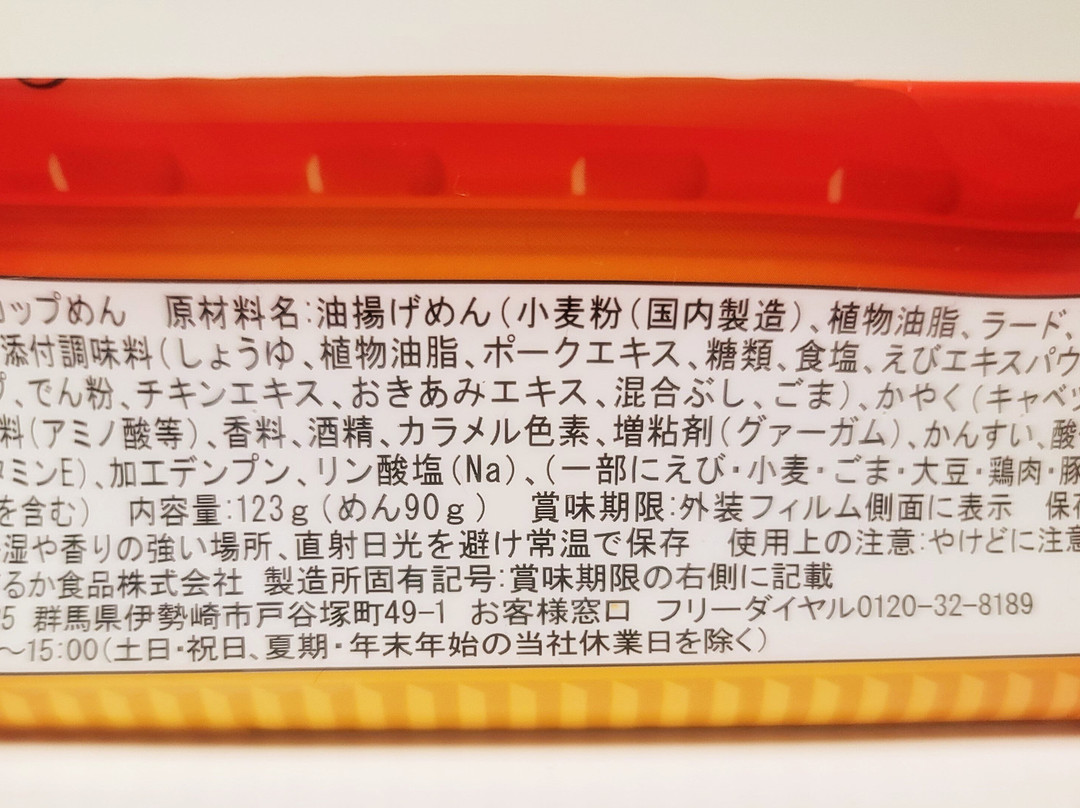 ップめん 原材料名:油揚げめん(小麦粉(国内製造)、植物油脂、ラード、
添付調味料(しょうゆ、植物油脂、ポークエキス、糖類、食塩、えびエキスパウ
、でん粉、チキンエキス、おきあみエキス、混合ぶし、ごま)、かやく(キャベッ
料(アミノ酸等)、香料、酒精、カラメル色素、増粘剤(グァーガム)、かんすい、酸
タミンE)、加工デンプン、リン酸塩(Na)、(一部にえび・小麦・ごま・大豆・鶏肉・豚
を含む) 内容量:123g(めん90g) 賞味期限:外装フィルム側面に表示 保存
湿や香りの強い場所、直射日光を避け常温で保存 使用上の注意:やけどに注意
るか食品株式会社 製造所固有記号:賞味期限の右側に記載
35 群馬県伊勢崎市戸谷塚町49-1 お客様窓口 フリーダイヤル0120-32-8189
～15:00(土日・祝日、夏期・年末年始の当社休業日を除く)